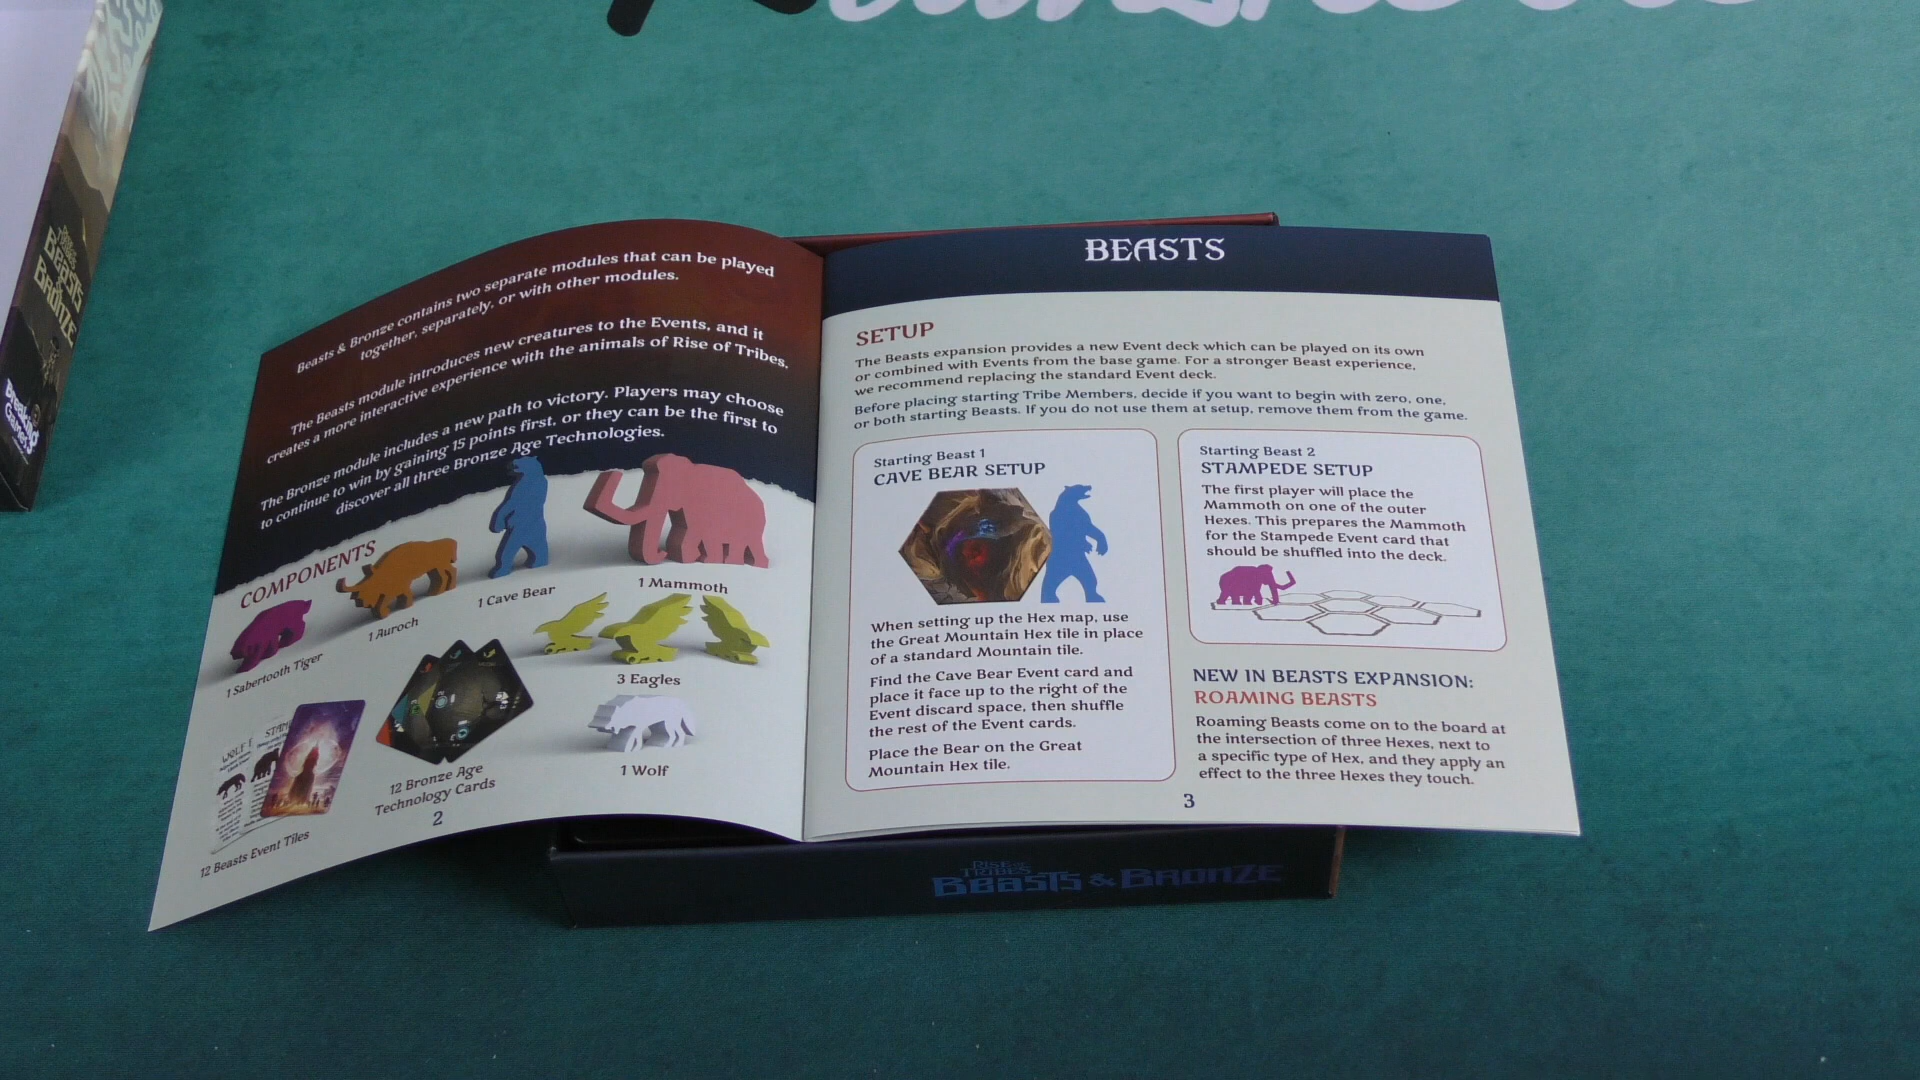 Beasts & Bronze contains two separate modules that can be played
together, separately, or with other modules.
The Beasts module introduces new creatures to the Events, and it
creates a more interactive experience with the animals of Rise of Tribes.
The Bronze module includes a new path to victory. Players may choose
to continue to win by gaining 15 points first, or they can be the first to
discover all three Bronze Age Technologies.
COMPONENTS
1 Sabertooth Tiger
1 Auroch
1 Cave Bear
1 Mammoth
3 Eagles
1 Wolf
12 Bronze Age
Technology Cards
12 Beasts Event Tiles
2
BEASTS
SETUP
The Beasts expansion provides a new Event deck which can be played on its own
or combined with Events from the base game. For a stronger Beast experience,
we recommend replacing the standard Event deck.
Before placing starting Tribe Members, decide if you want to begin with zero, one,
or both starting Beasts. If you do not use them at setup, remove them from the game.
Starting Beast 1
CAVE BEAR SETUP
When setting up the Hex map, use
the Great Mountain Hex tile in place
of a standard Mountain tile.
Find the Cave Bear Event card and
place it face up to the right of the
Event discard space, then shuffle
the rest of the Event cards.
Place the Bear on the Great
Mountain Hex tile.
Starting Beast 2
STAMPEDE SETUP
The first player will place the
Mammoth on one of the outer
Hexes. This prepares the Mammoth
for the Stampede Event card that
should be shuffled into the deck.
NEW IN BEASTS EXPANSION:
ROAMING BEASTS
Roaming Beasts come on to the board at
the intersection of three Hexes, next to
a specific type of Hex, and they apply an
effect to the three Hexes they touch.
3
RISE OF
TRIBES
BEASTS & BRONZE
RISE OF
TRIBES
BEASTS
&
BRONZE
Breaking
Games